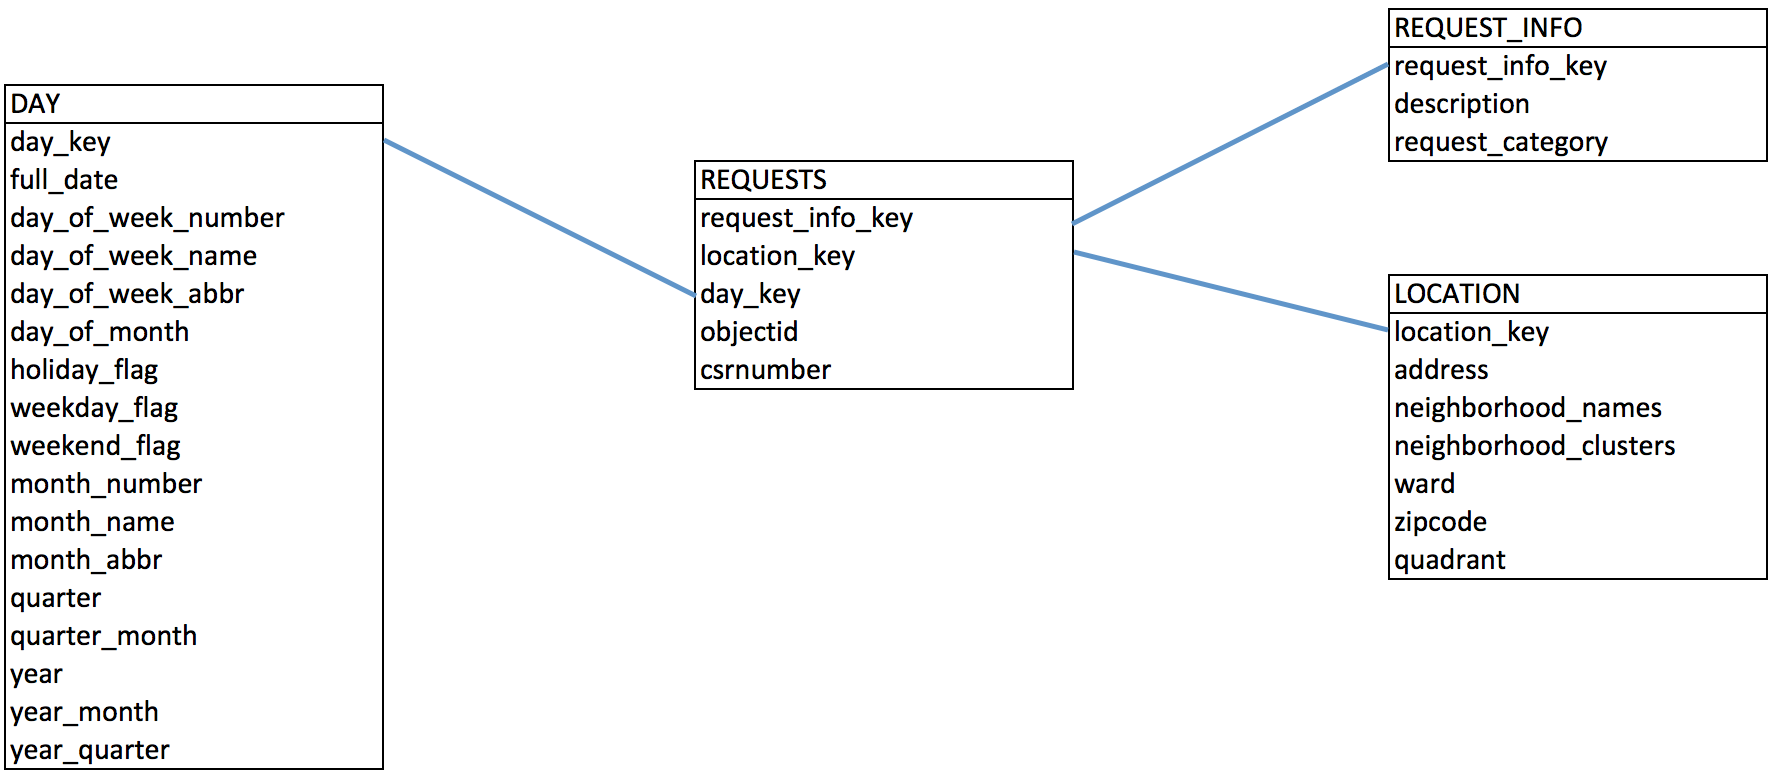 DAY
day_key
full_date
day_of_week_number
day_of_week_name
day_of_week_abbr
day_of_month
holiday_flag
weekday_flag
weekend_flag
month_number
month_name
month_abbr
quarter
quarter_month
year
year_month
year_quarter
REQUESTS
request_info_key
location_key
day_key
objectid
csrnumber
REQUEST_INFO
request_info_key
description
request_category
LOCATION
location_key
address
neighborhood_names
neighborhood_clusters
ward
zipcode
quadrant